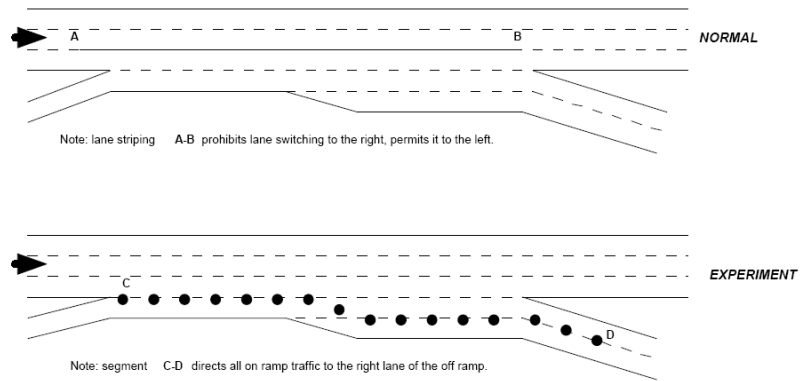 A
B
NORMAL
Note: lane striping A-B prohibits lane switching to the right, permits it to the left.
C
EXPERIMENT
D
Note: segment C-D directs all on ramp traffic to the right lane of the off ramp.